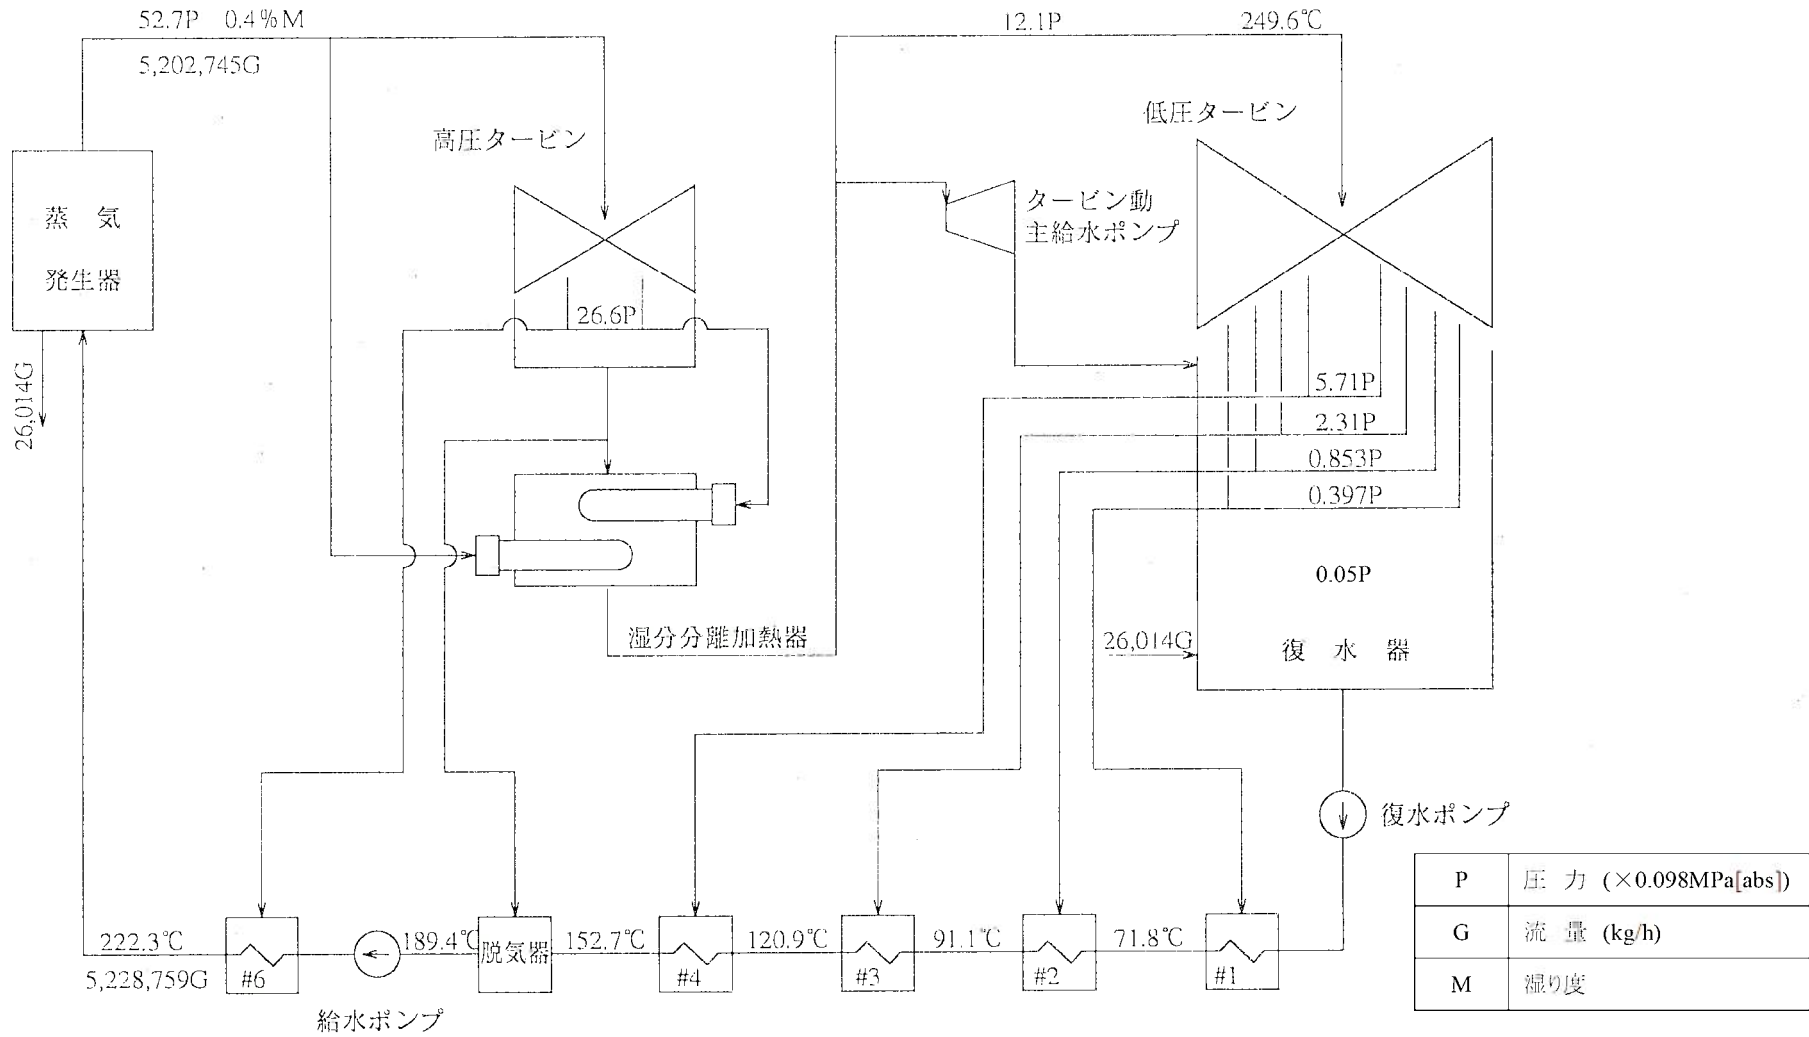 52.7P 0.4%M
5,202,745G
12.1P 249.6℃
高圧タービン
低圧タービン
蒸気
発生器
タービン動
主給水ポンプ
26.6P
26,014G
5.71P
2.31P
0.853P
0.397P
0.05P
湿分分離加熱器
26,014G
復水器
復水ポンプ
222.3℃
5,228,759G
#6
189.4℃
脱気器
152.7℃
#4
120.9℃
#3
91.1℃
#2
71.8℃
#1
給水ポンプ
P 圧力 (×0.098MPa[abs])
G 流量 (kg/h)
M 湿り度